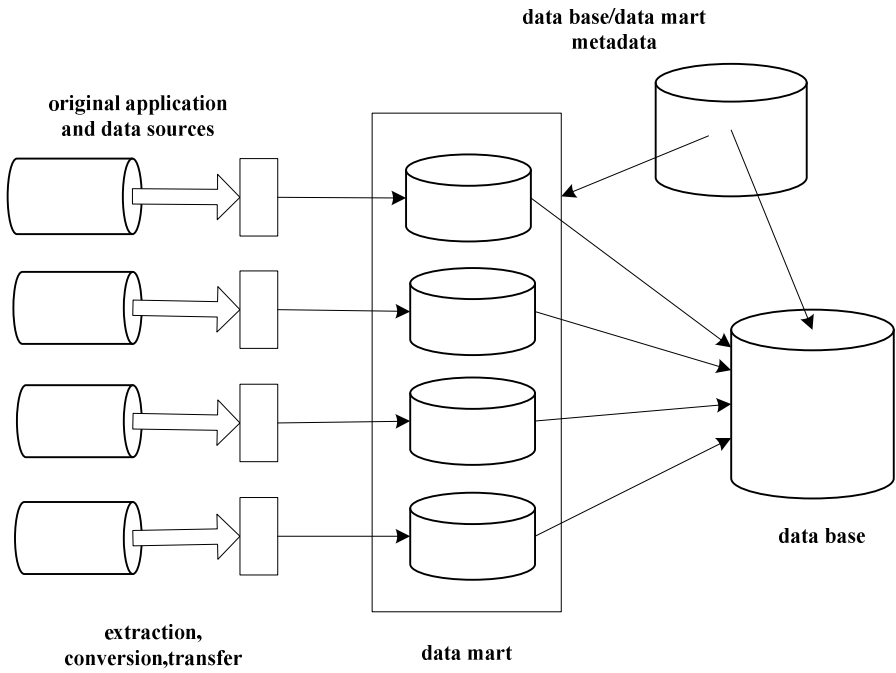 data base/data mart
metadata
original application
and data sources
data base
extraction,
conversion,transfer
data mart